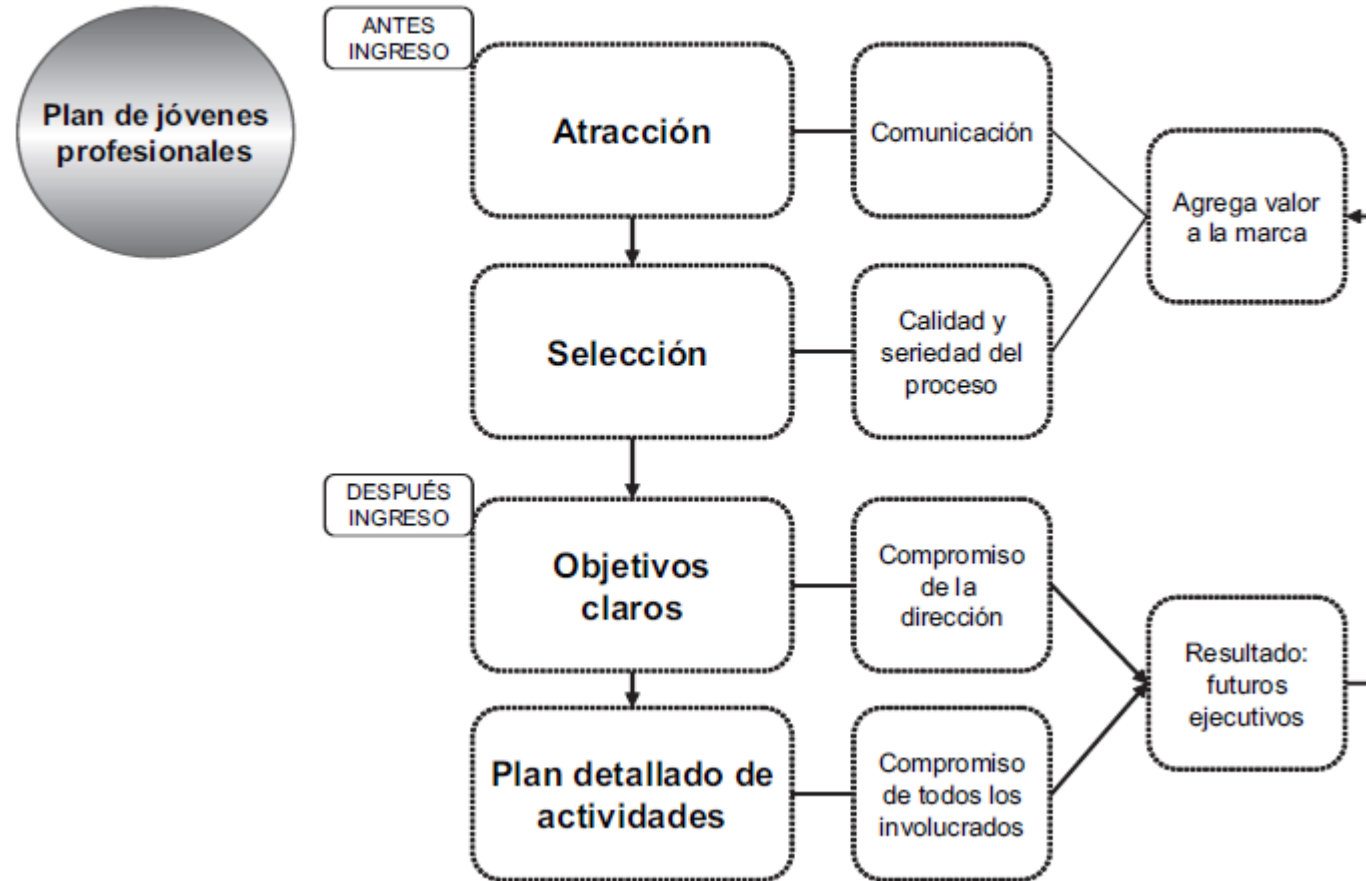 Plan de jóvenes
profesionales
ANTES
INGRESO
Atracción
Comunicación
Agrega valor
a la marca
Selección
Calidad y
seriedad del
proceso
DESPUÉS
INGRESO
Objetivos
claros
Compromiso
de la
dirección
Resultado:
futuros
ejecutivos
Plan detallado de
actividades
Compromiso
de todos los
involucrados